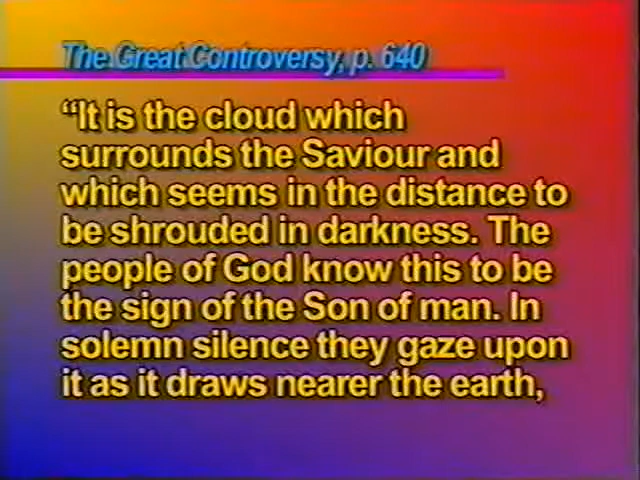 The Great Controversy, p. 640
“It is the cloud which
surrounds the Saviour and
which seems in the distance to
be shrouded in darkness. The
people of God know this to be
the sign of the Son of man. In
solemn silence they gaze upon
it as it draws nearer the earth,